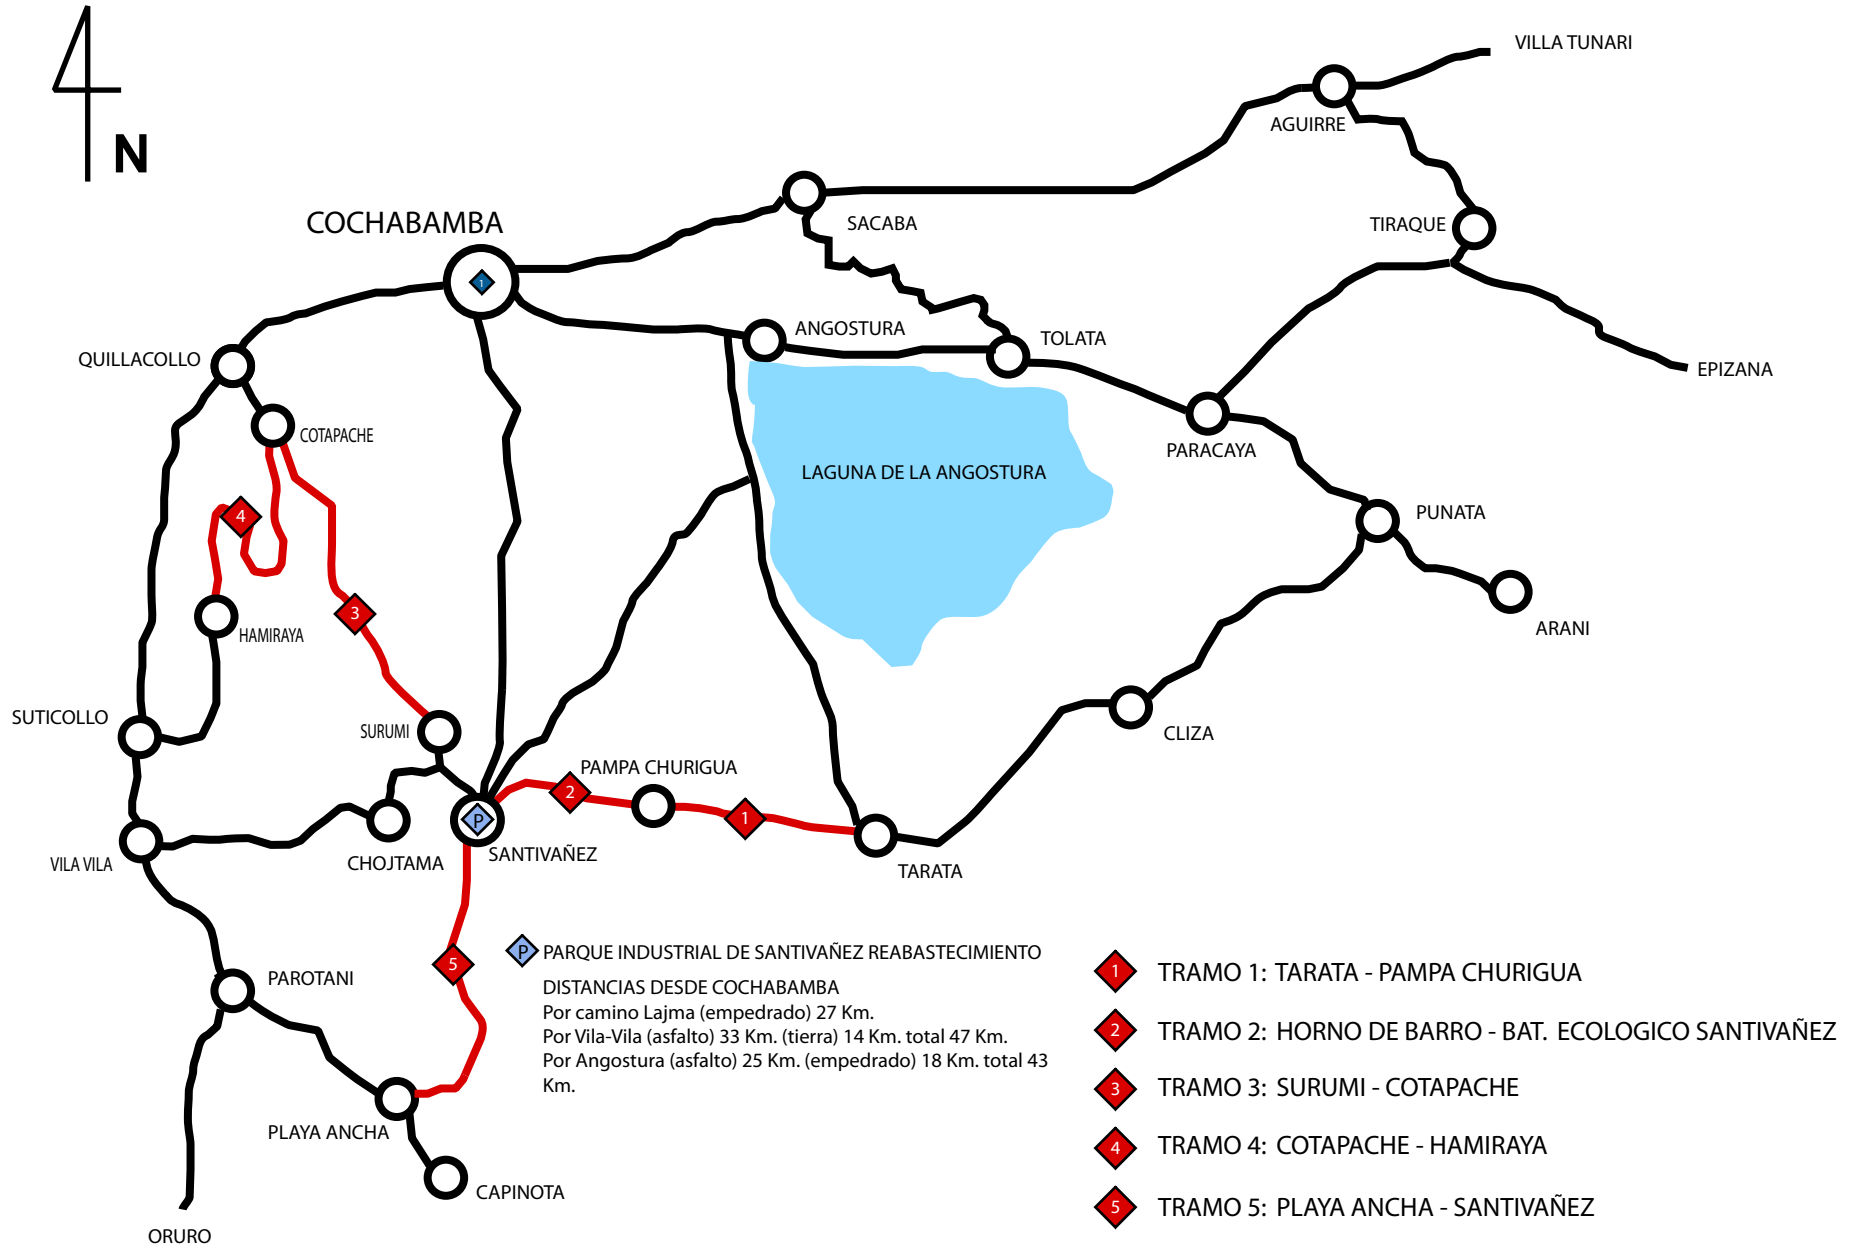 N
VILLA TUNARI
AGUIRRE
SACABA
TIRAQUE
COCHABAMBA
1
ANGOSTURA
TOLATA
QUILLACOLLO
EPIZANA
COTAPACHE
PARACAYA
LAGUNA DE LA ANGOSTURA
4
PUNATA
3
HAMIRAYA
ARANI
SUTICOLLO
SURUMI
CLIZA
PAMPA CHURIGUA
2
1
P
VILA VILA
CHOJTAMA
SANTIVAÑEZ
TARATA
5
PAROTANI
PLAYA ANCHA
CAPINOTA
ORURO
P PARQUE INDUSTRIAL DE SANTIVAÑEZ REABASTECIMIENTO
DISTANCIAS DESDE COCHABAMBA
Por camino Lajma (empedrado) 27 Km.
Por Vila-Vila (asfalto) 33 Km. (tierra) 14 Km. total 47 Km.
Por Angostura (asfalto) 25 Km. (empedrado) 18 Km. total 43
Km.
1 TRAMO 1: TARATA - PAMPA CHURIGUA
2 TRAMO 2: HORNO DE BARRO - BAT. ECOLOGICO SANTIVAÑEZ
3 TRAMO 3: SURUMI - COTAPACHE
4 TRAMO 4: COTAPACHE - HAMIRAYA
5 TRAMO 5: PLAYA ANCHA - SANTIVAÑEZ